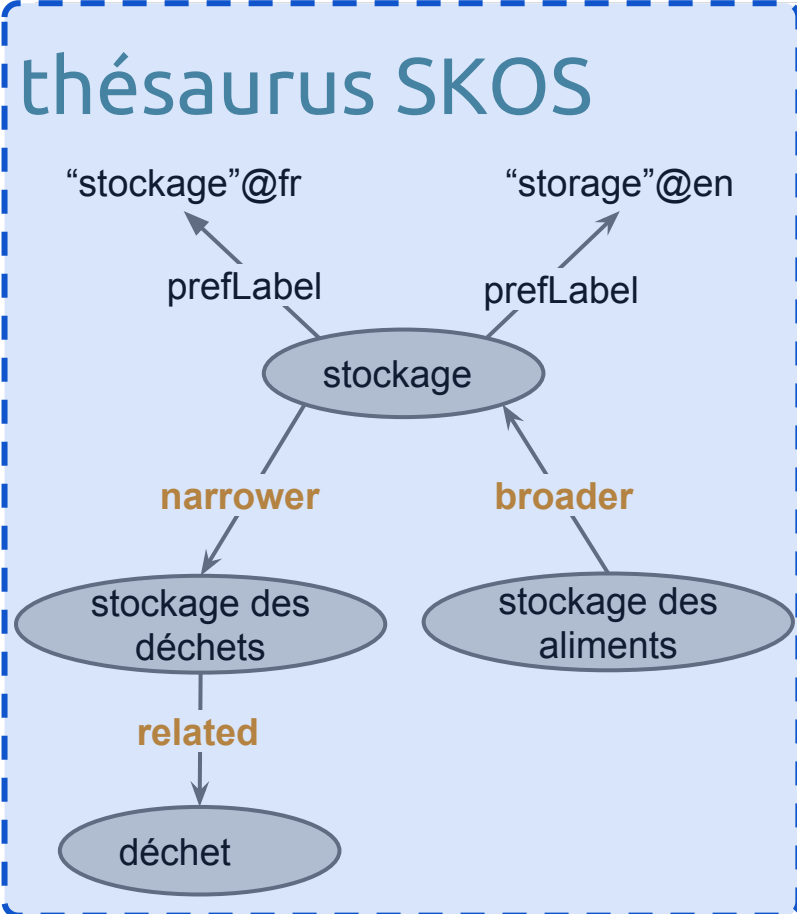 thésaurus SKOS
“stockage”@fr
“storage”@en
prefLabel
prefLabel
stockage
narrower
broader
stockage des
déchets
stockage des
aliments
related
déchet